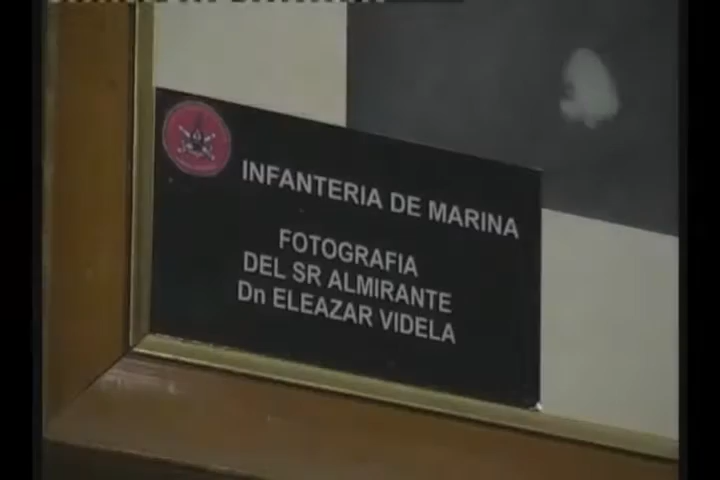 INFANTERIA DE MARINA
FOTOGRAFIA
DEL SR ALMIRANTE
Dn ELEAZAR VIDELA